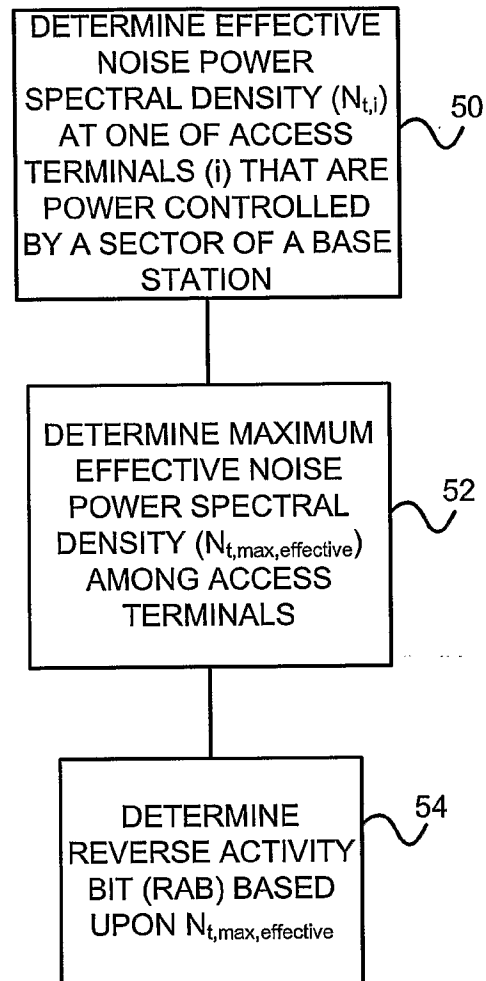 DETERMINE EFFECTIVE
NOISE POWER
SPECTRAL DENSITY (Nt,i)
AT ONE OF ACCESS
TERMINALS (i) THAT ARE
POWER CONTROLLED
BY A SECTOR OF A BASE
STATION
50
DETERMINE MAXIMUM
EFFECTIVE NOISE
POWER SPECTRAL
DENSITY (Nt,max,effective)
AMONG ACCESS
TERMINALS
52
DETERMINE
REVERSE ACTIVITY
BIT (RAB) BASED
UPON Nt,max,effective
54